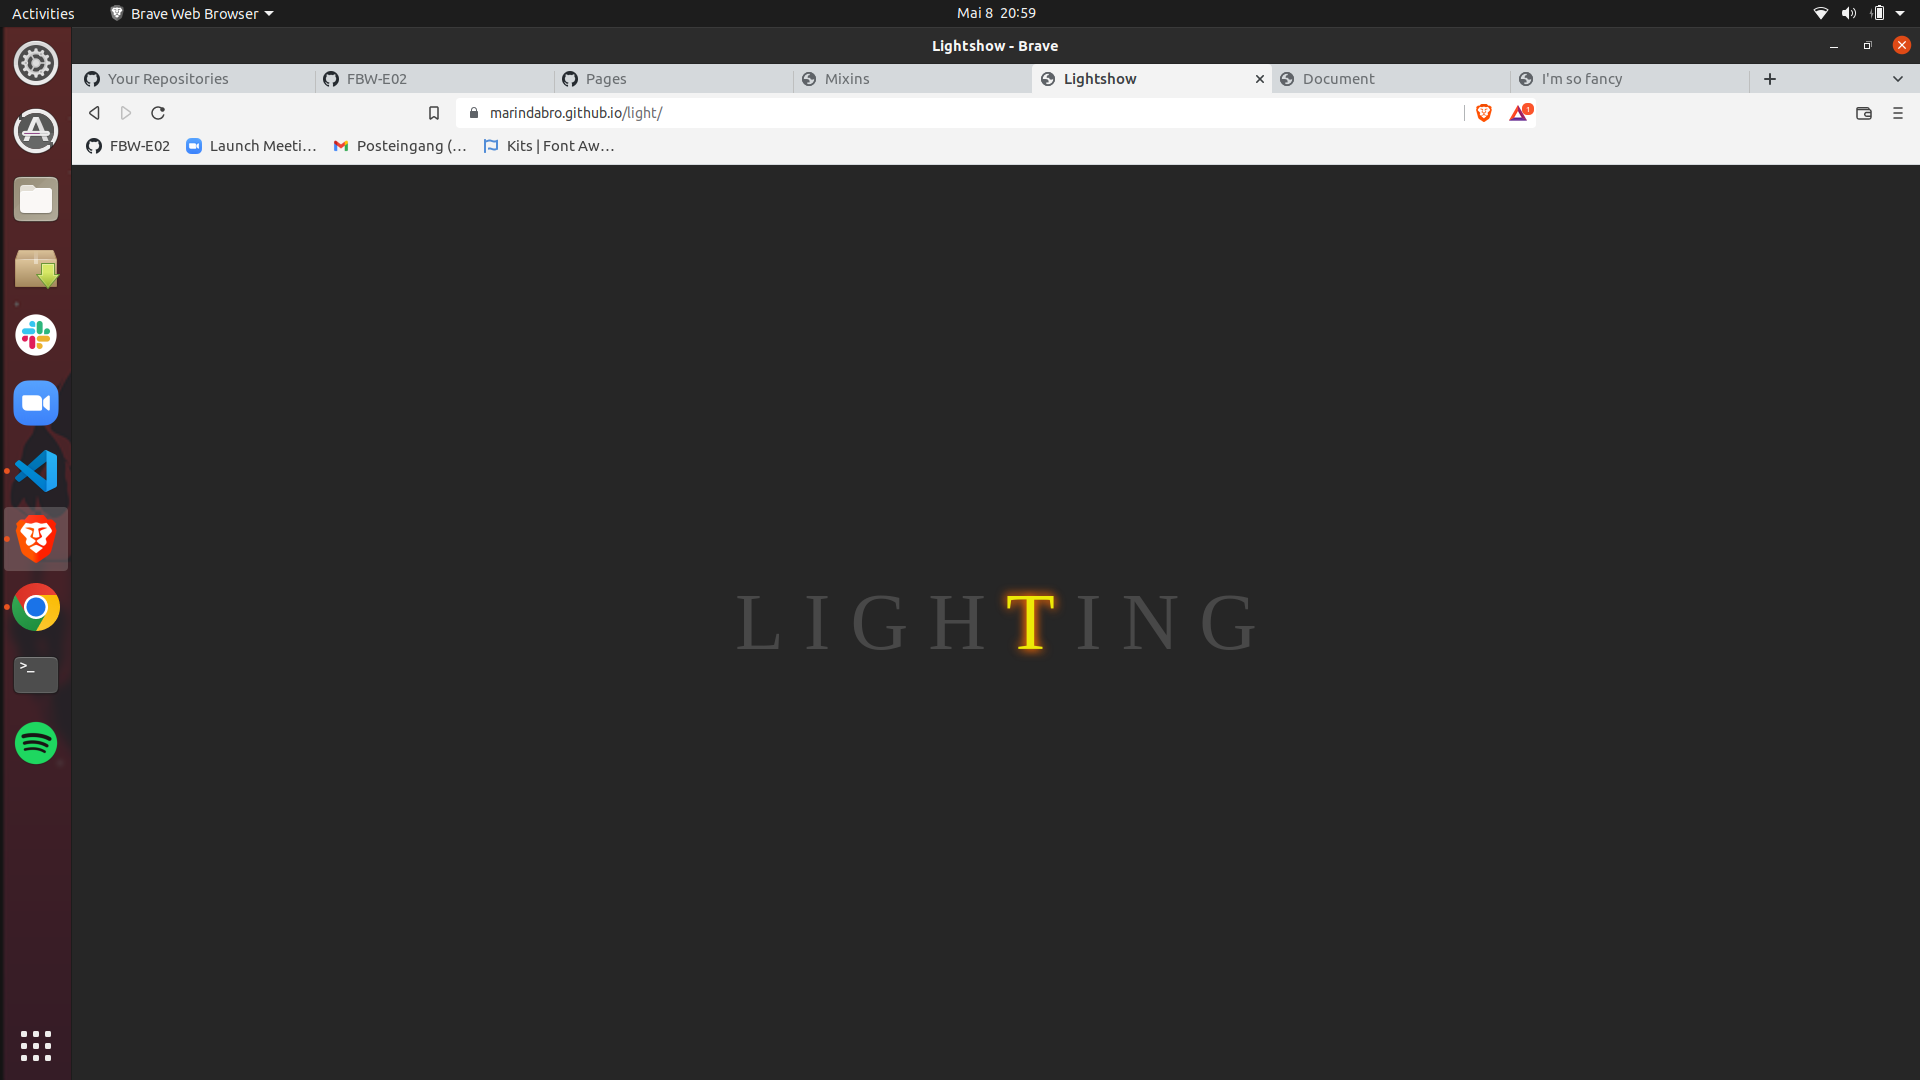 Activities
Brave Web Browser
Mai 8 20:59
Lightshow - Brave
Your Repositories
FBW-E02
Pages
Mixins
Lightshow
Document
I'm so fancy
marindabro.github.io/light/
1
FBW-E02
Launch Meeti...
Posteingang (...
Kits | Font Aw...
>_
LIGHTING